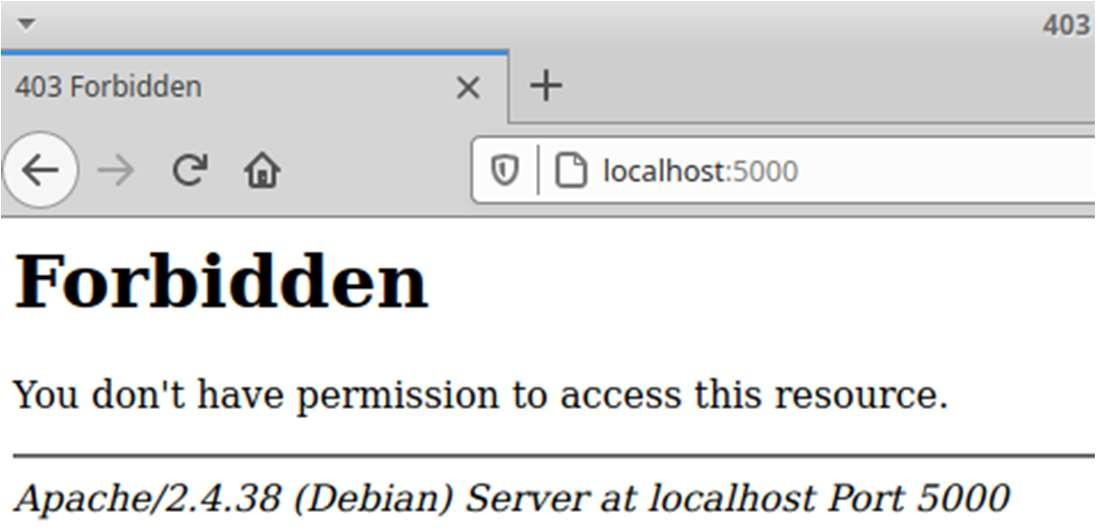 403
403 Forbidden
localhost:5000
Forbidden
You don't have permission to access this resource.
Apache/2.4.38 (Debian) Server at localhost Port 5000